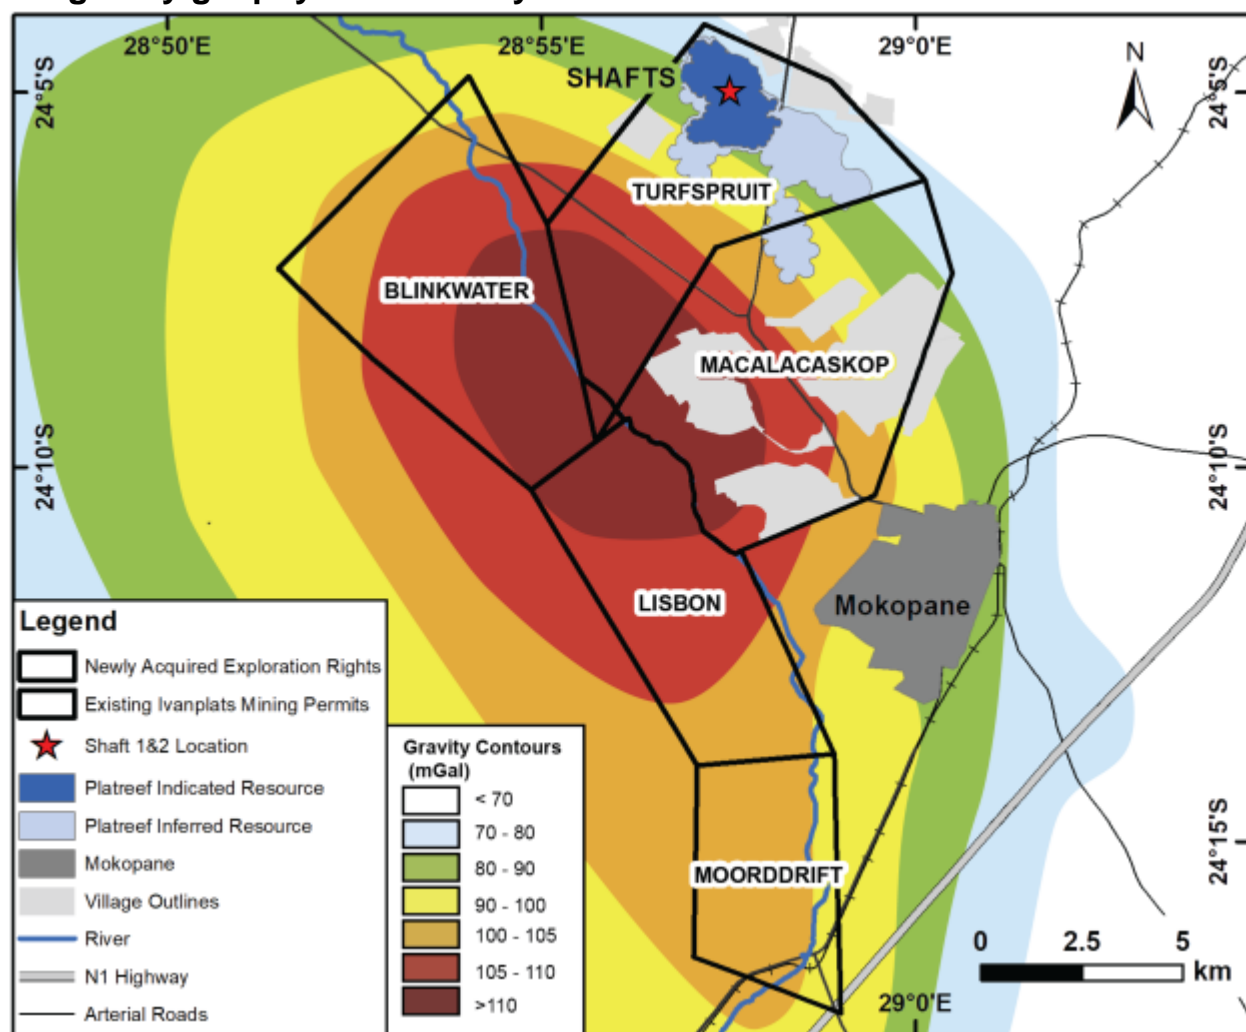 28°50'E
28°55'E
29°0'E
N
SHAFTS
24°5'S
24°5'S
TURFSPRUIT
BLINKWATER
MACALACASKOP
24°10'S
24°10'S
LISBON
Mokopane
Legend
Newly Acquired Exploration Rights
Existing Ivanplats Mining Permits
Shaft 1&2 Location
Platreef Indicated Resource
Platreef Inferred Resource
Mokopane
Village Outlines
River
N1 Highway
Arterial Roads
Gravity Contours
(mGal)
< 70
70 - 80
80 - 90
90 - 100
100 - 105
105 - 110
>110
MOORDDRIFT
24°15'S
0 2.5 5
km
29°0'E